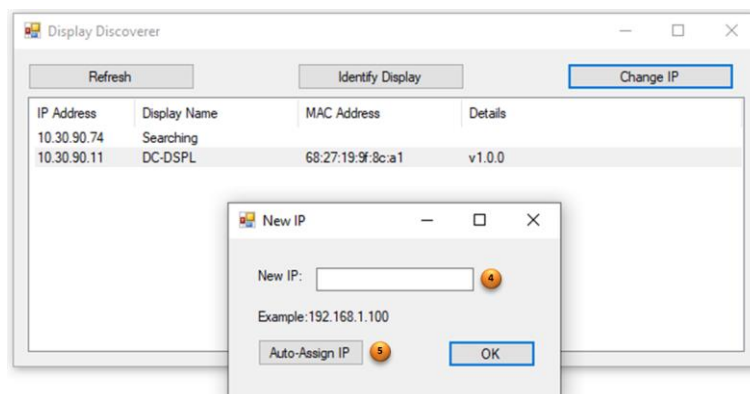 Display Discoverer
Refresh Identify Display Change IP
IP Address Display Name MAC Address Details
10.30.90.74 Searching
10.30.90.11 DC-DSPL 68:27:19:9f:8c:a1 v1.0.0
New IP
New IP: 4
Example:192.168.1.100
Auto-Assign IP 5 OK